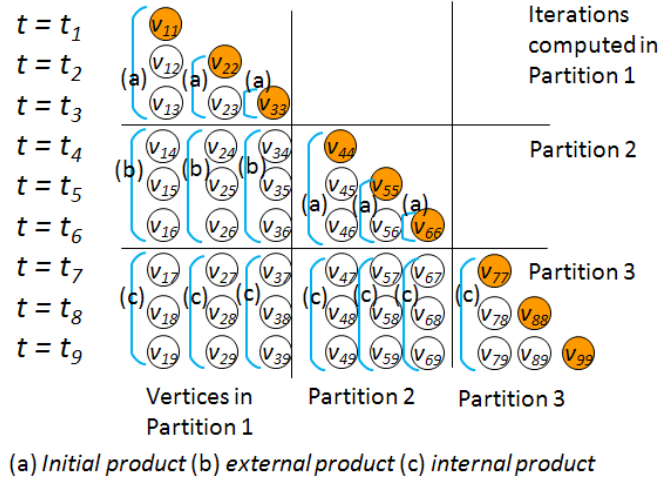 t = t1 v11 Iterations
t = t2 v12 v22 computed in
(a) (a) (a) Partition 1
t = t3 v13 v23 v33
t = t4 v14 v24 v34 v44 Partition 2
(b) (b) (b)
t = t5 v15 v25 v35 v45 v55
(a) (a) (a)
t = t6 v16 v26 v36 v46 v56 v66
t = t7 v17 v27 v37 v47 v57 v67 v77 Partition 3
(c) (c) (c) (c) (c) (c) (c)
t = t8 v18 v28 v38 v48 v58 v68 v78 v88
t = t9 v19 v29 v39 v49 v59 v69 v79 v89 v99
Vertices in Partition 2 Partition 3
Partition 1
(a) Initial product (b) external product (c) internal product